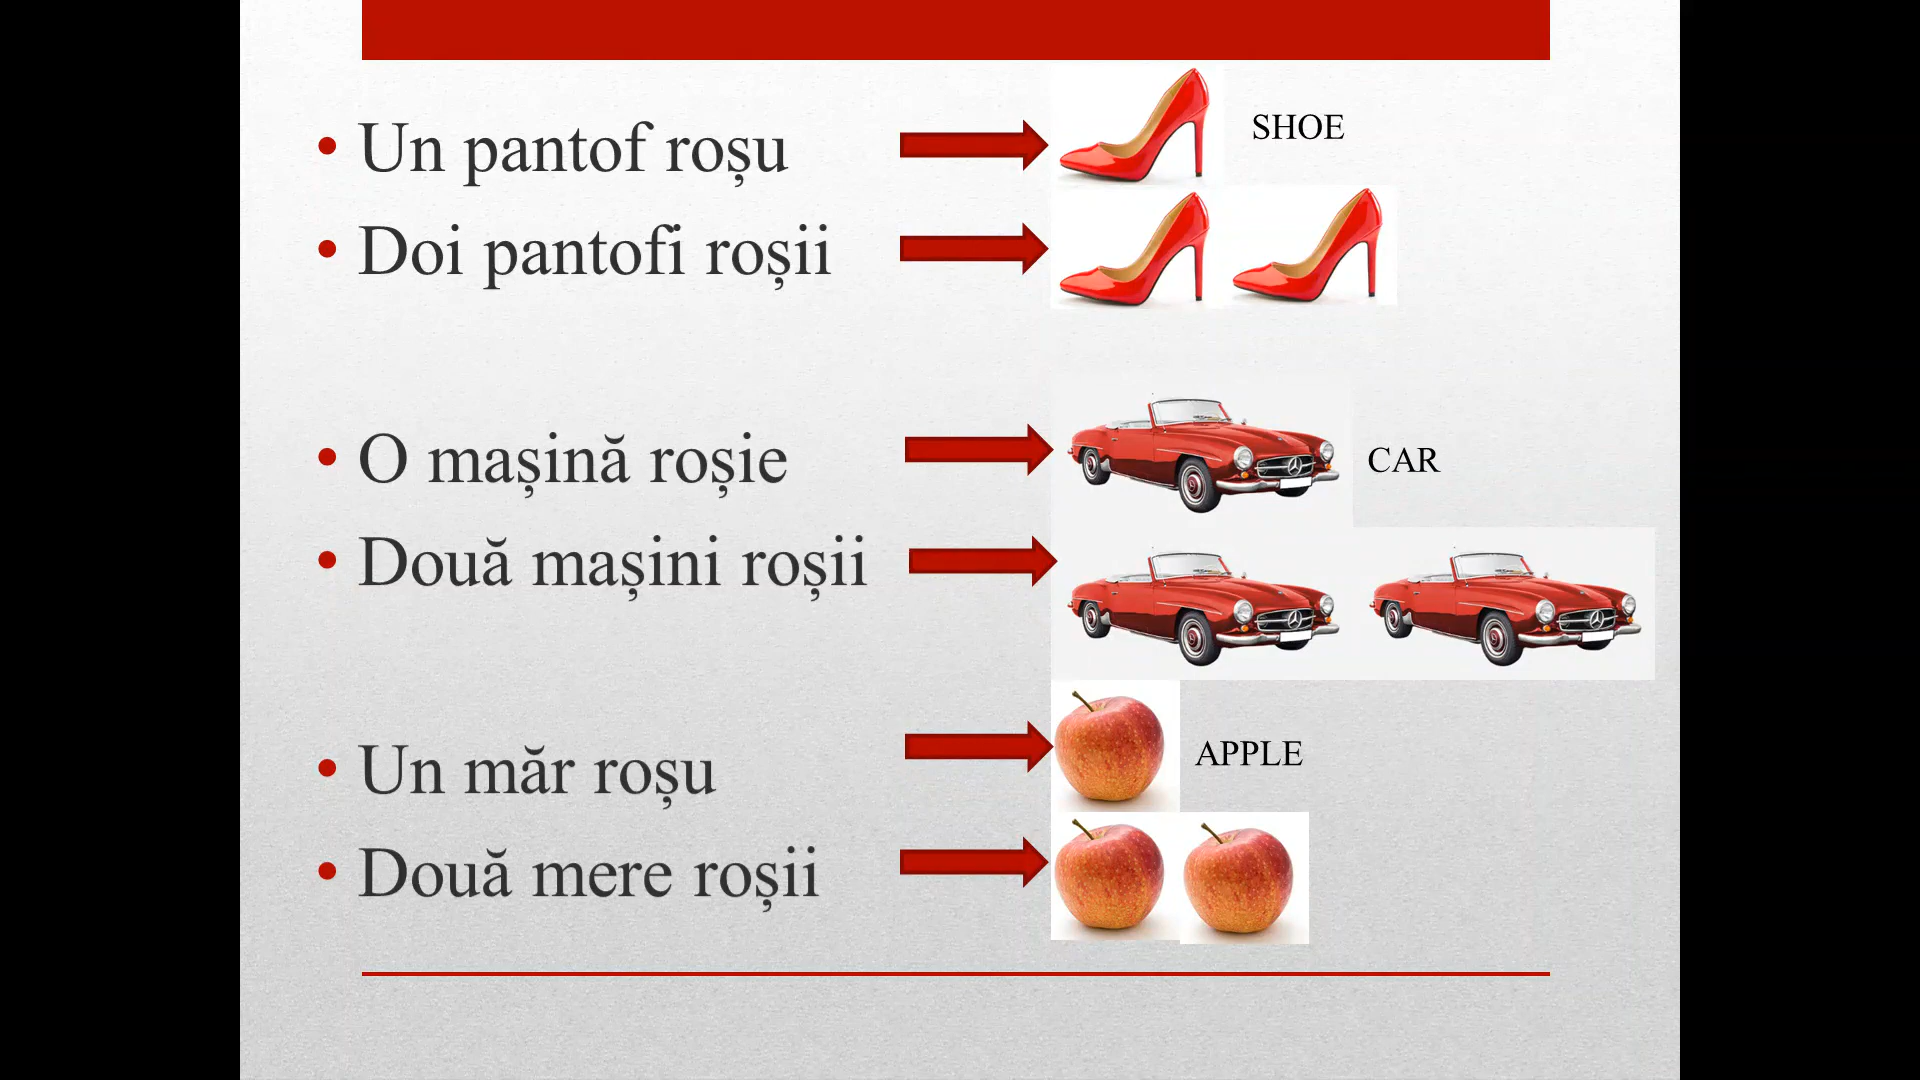 Un pantof roșu
SHOE
Doi pantofi roșii
O mașină roșie
CAR
Două mașini roșii
Un măr roșu
APPLE
Două mere roșii